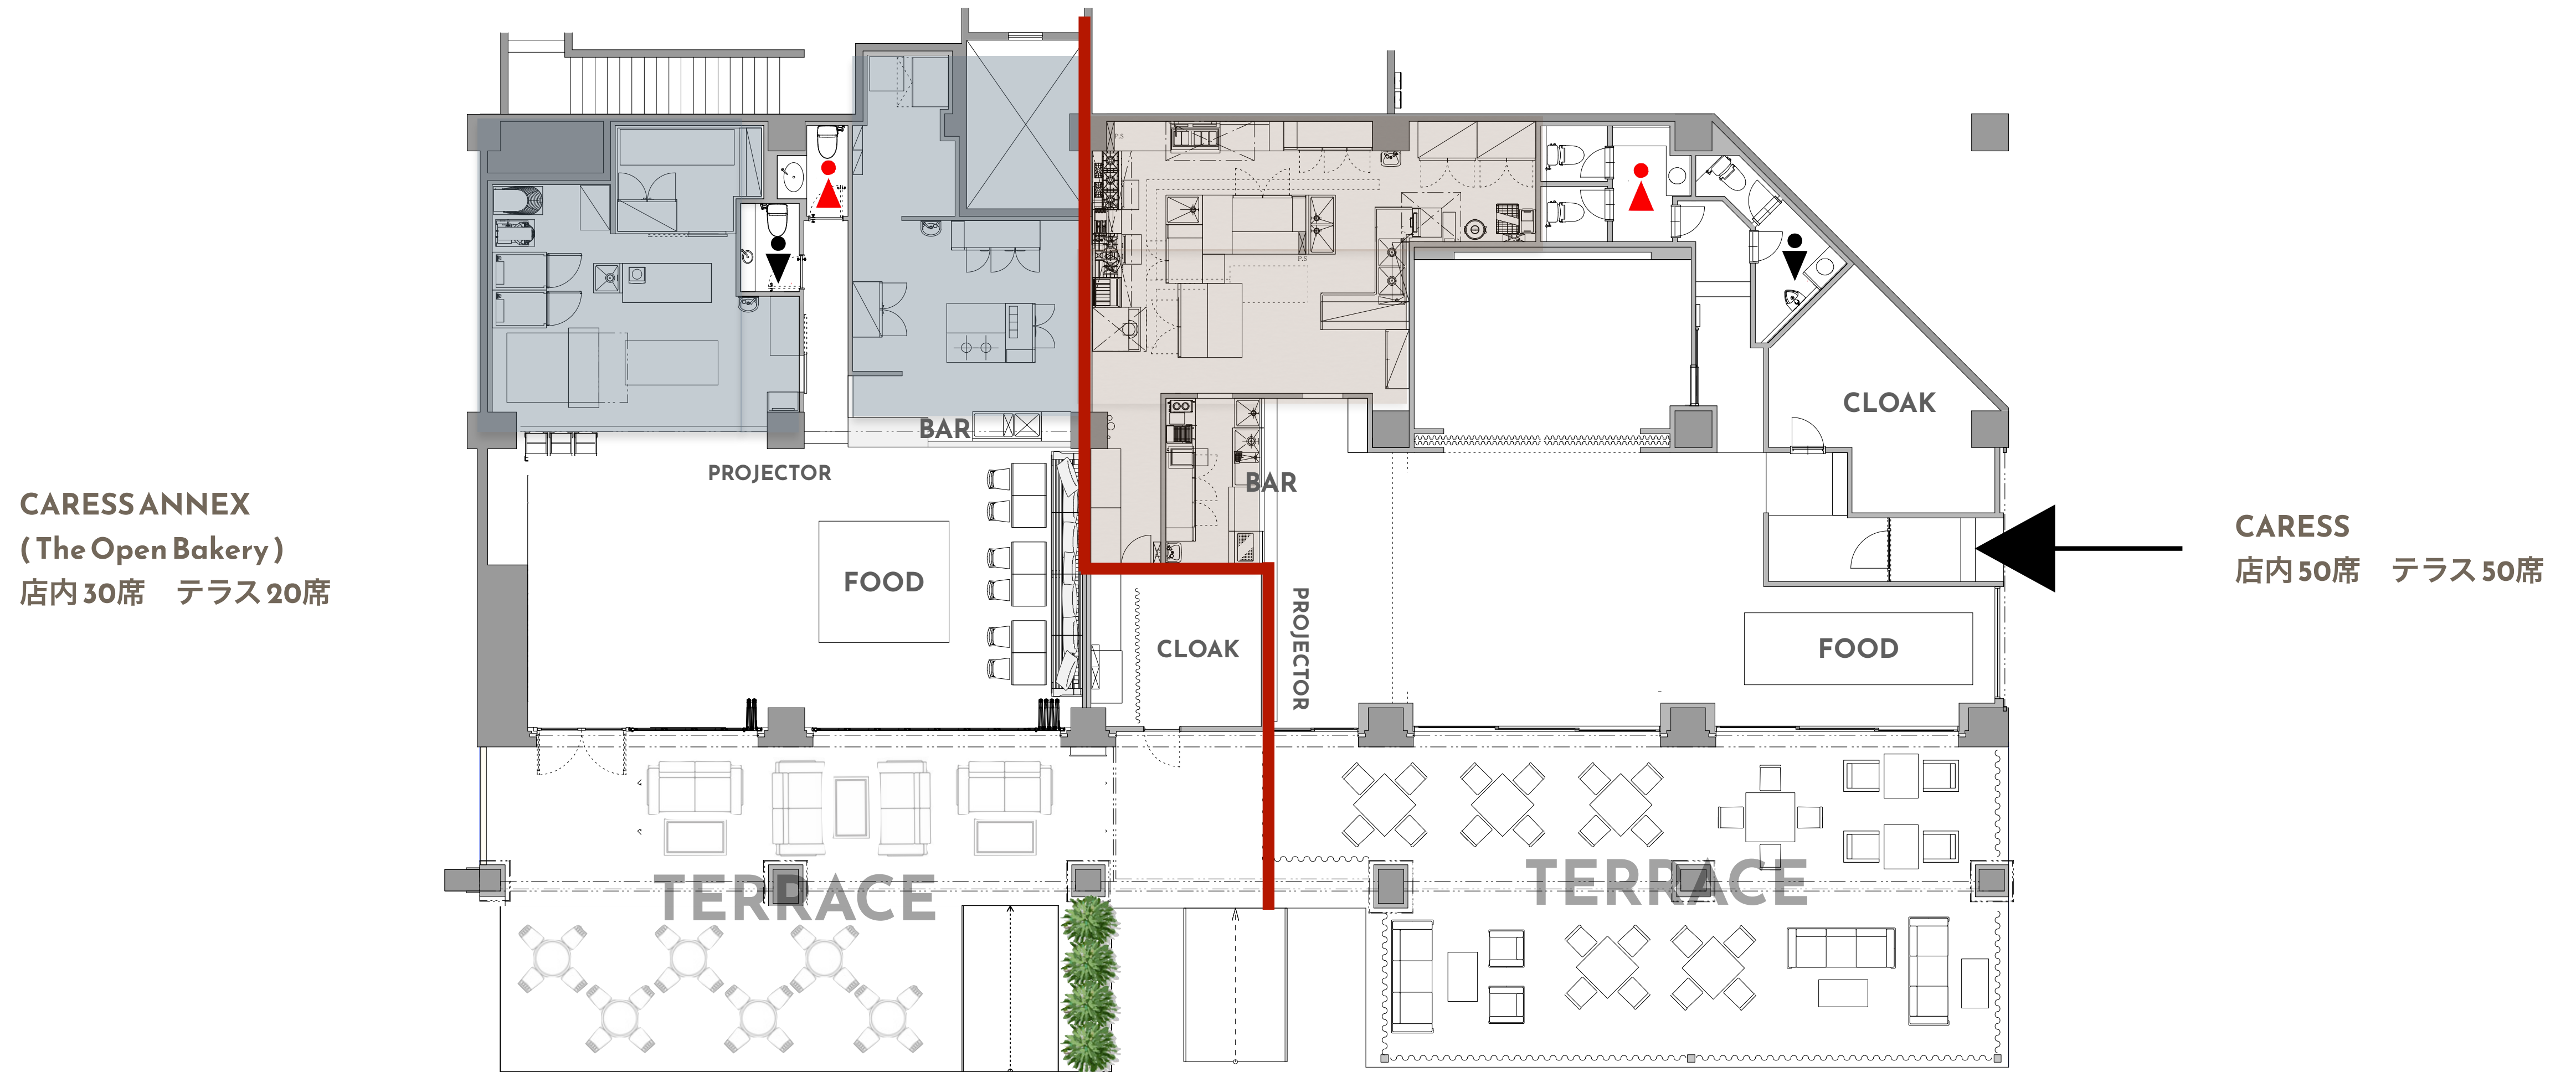 CARESS ANNEX
( The Open Bakery )
店内 30席　テラス 20席
BAR
PROJECTOR
FOOD
TERRACE
P.S
P.S
BAR
CLOAK
PROJECTOR
CLOAK
FOOD
TERRACE
CARESS
店内 50席　テラス 50席